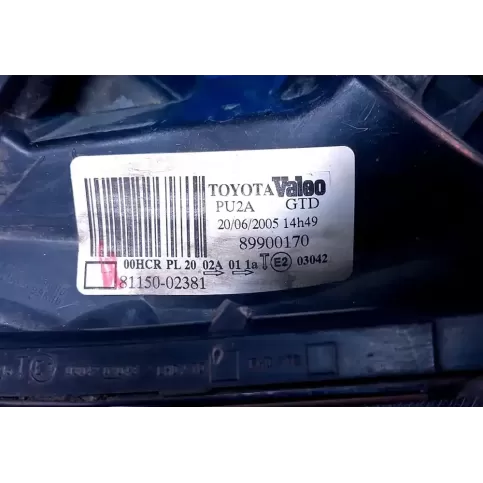 TOYOTA Valeo
PU2A GTD
20/06/2005 14h49
89900170
00HCR PL 20 02A 01 1a T E2 03042
81150-02381